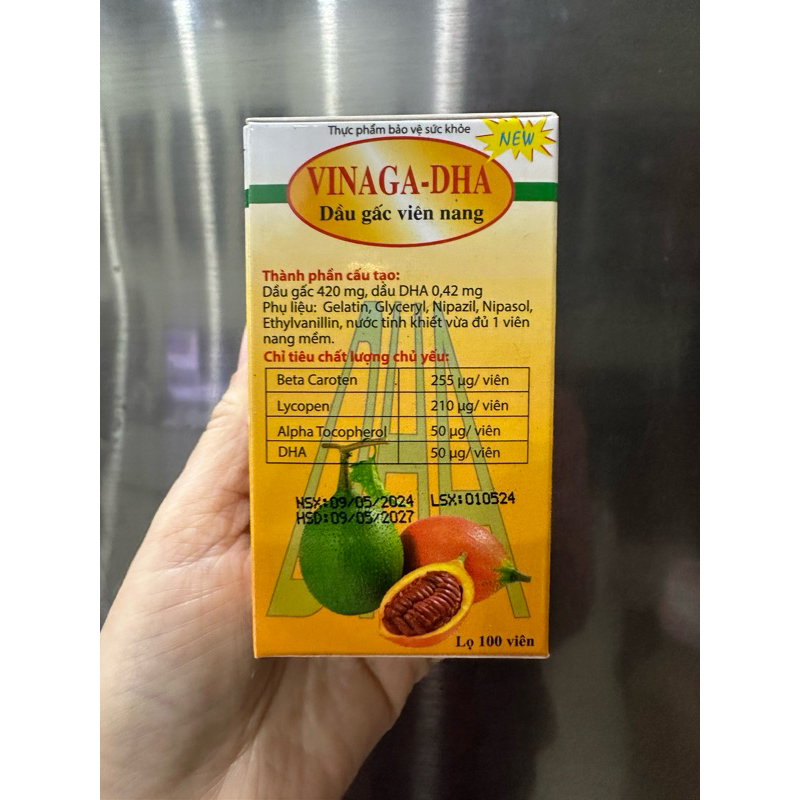 Thực phẩm bảo vệ sức khỏe
NEW
VINAGA-DHA
Dầu gấc viên nang
Thành phần cấu tạo:
Dầu gấc 420 mg, dầu DHA 0,42 mg
Phụ liệu: Gelatin, Glyceryl, Nipazil, Nipasol,
Ethylvanillin, nước tinh khiết vừa đủ 1 viên
nang mềm.
Chỉ tiêu chất lượng chủ yếu:
Beta Caroten 255 µg/ viên
Lycopen 210 µg/ viên
Alpha Tocopherol 50 µg/ viên
DHA 50 µg/ viên
NSX:09/05/2024 LSX:010524
HSD:09/05/2027
DHA
Lọ 100 viên